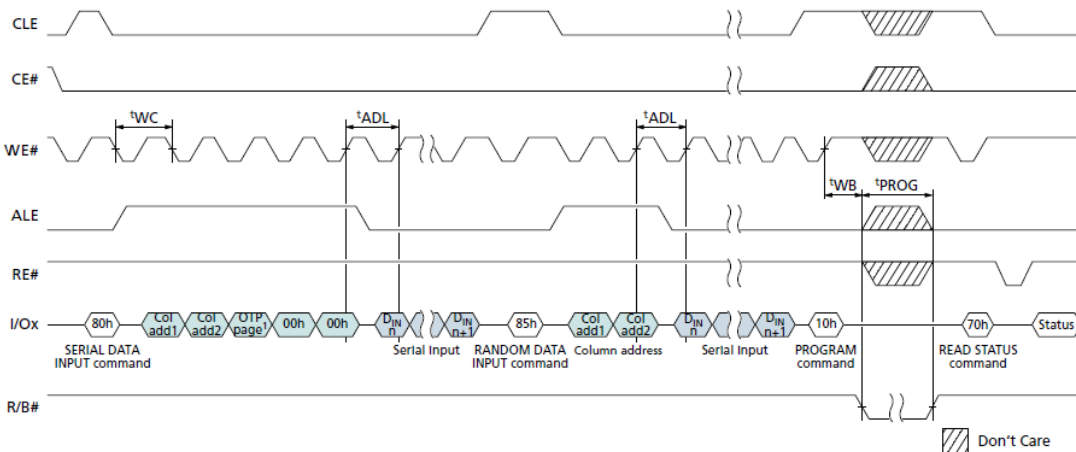 CLE
CE#
tWC
tADL
tADL
WE#
tWB
tPROG
ALE
RE#
I/Ox
80h
Col add1
Col add2
OTP page1
00h
00h
DIN n
DIN n+1
85h
Col add1
Col add2
DIN n
DIN n+1
10h
70h
Status
SERIAL DATA
INPUT command
Serial input
RANDOM DATA
INPUT command
Column address
Serial input
PROGRAM
command
READ STATUS
command
R/B#
Don't Care